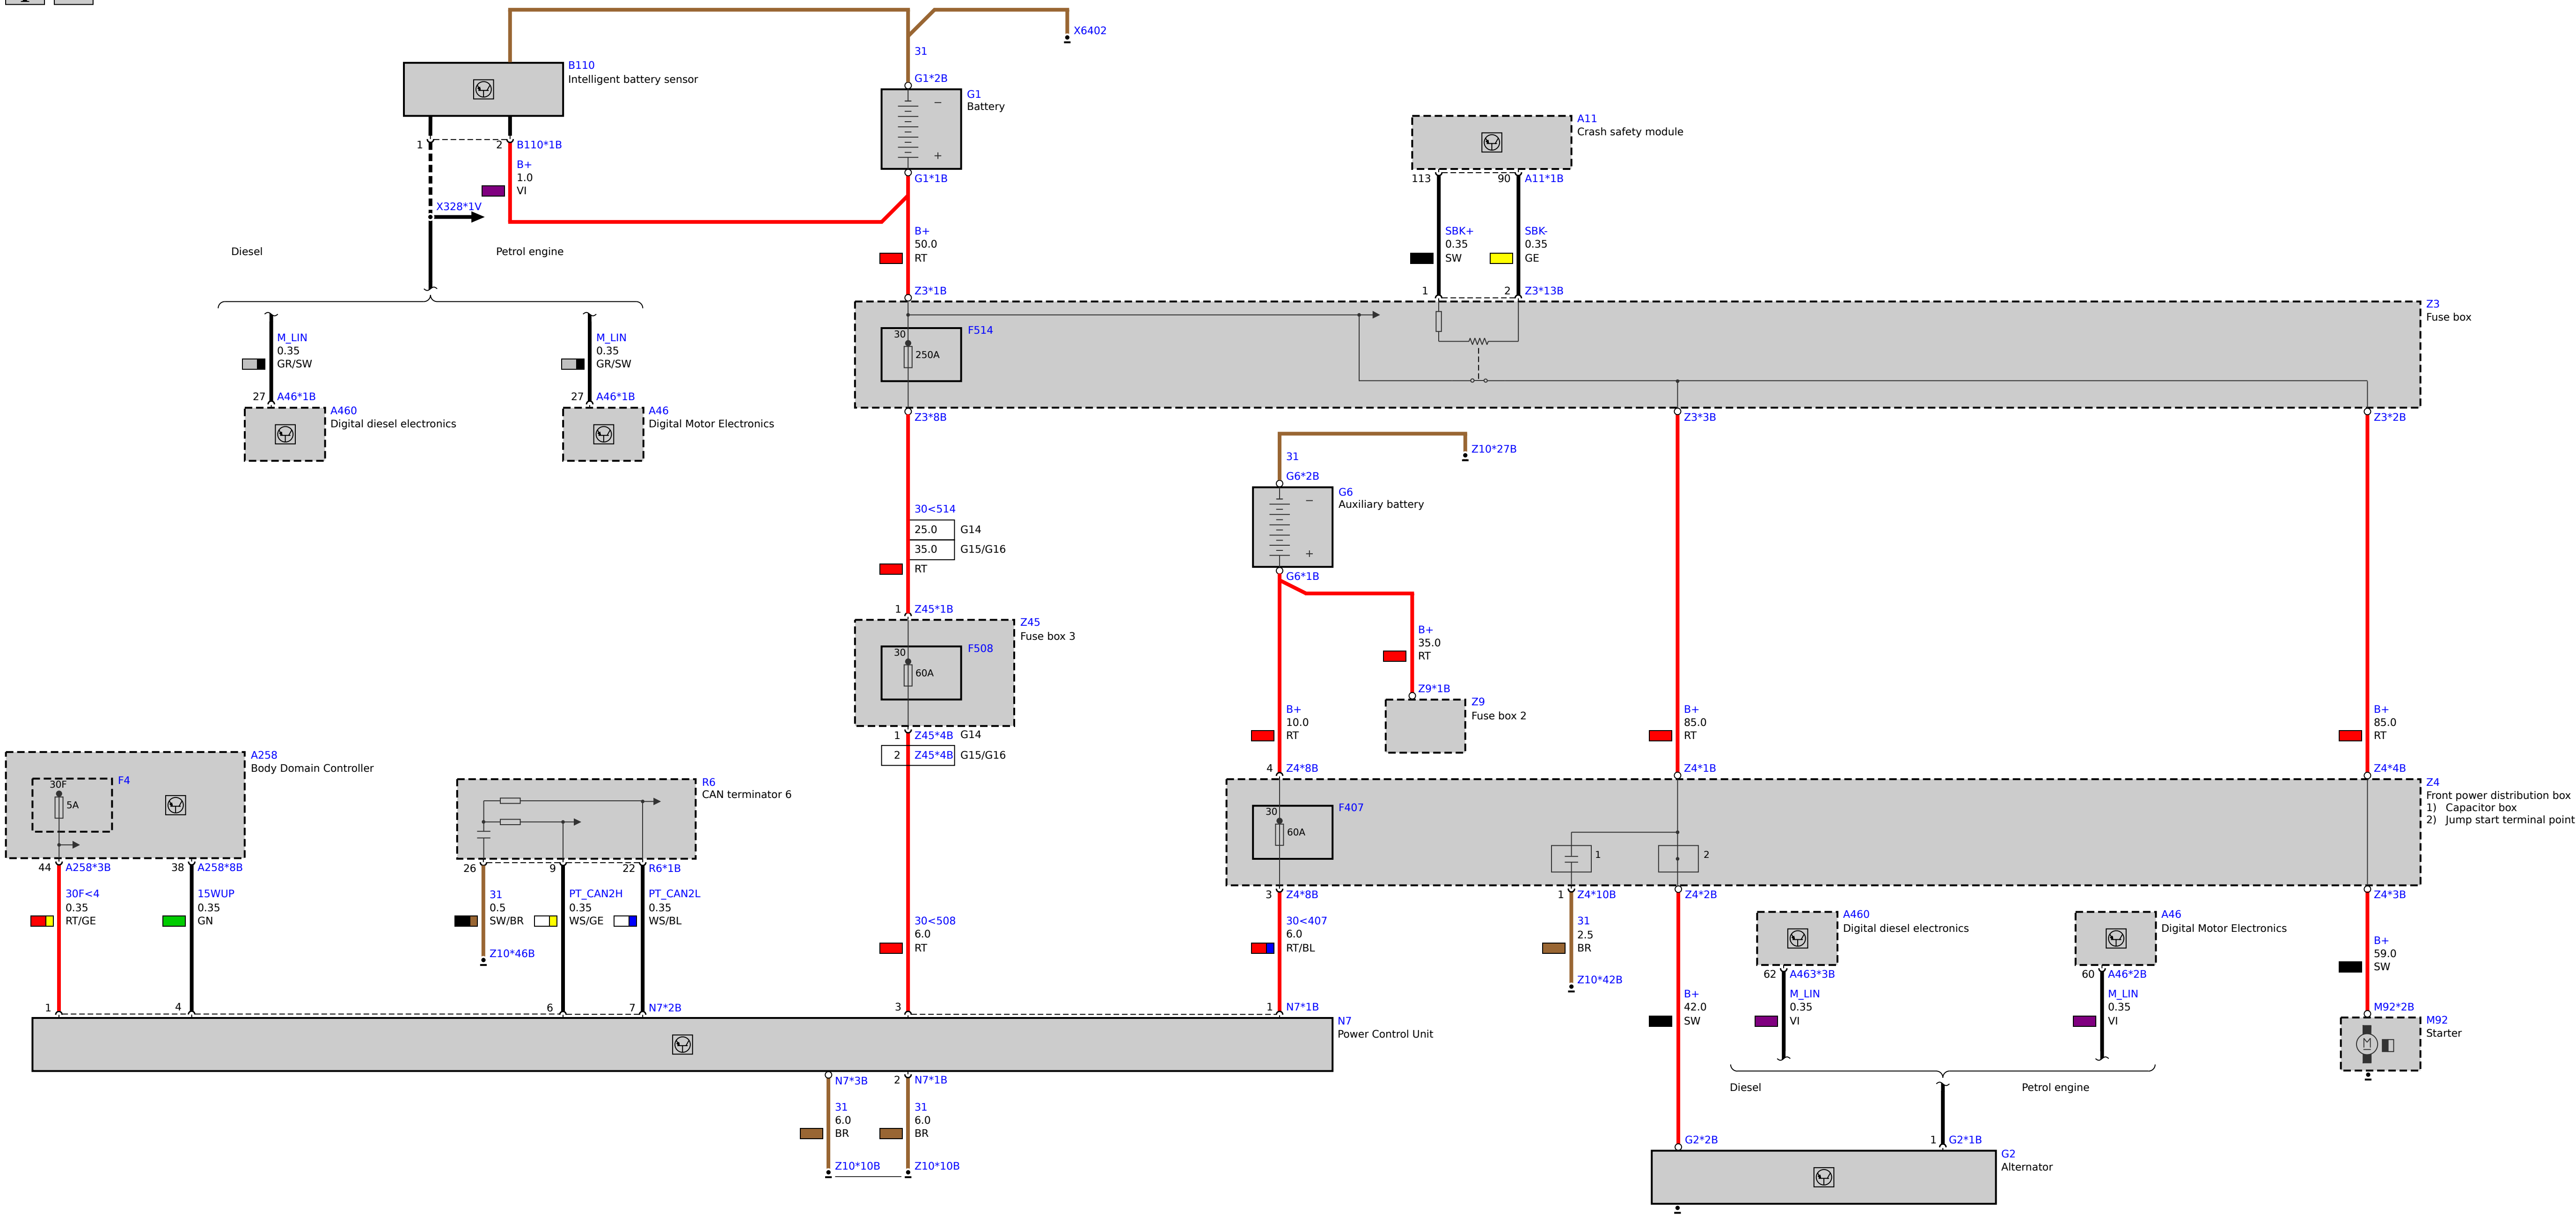 X6402
31
B110
Intelligent battery sensor
G1*2B
G1
Battery
1
2
B110*1B
B+
1.0
VI
X328*1V
Diesel
Petrol engine
G1*1B
B+
50.0
RT
A11
Crash safety module
113
90
A11*1B
SBK+
0.35
SW
SBK-
0.35
GE
Z3*1B
1
2
Z3*13B
Z3
Fuse box
F514
30
250A
M_LIN
0.35
GR/SW
27
A46*1B
A460
Digital diesel electronics
M_LIN
0.35
GR/SW
27
A46*1B
A46
Digital Motor Electronics
Z3*8B
Z3*3B
Z3*2B
Z10*27B
31
G6*2B
G6
Auxiliary battery
30<514
25.0
G14
35.0
G15/G16
RT
G6*1B
1
Z45*1B
Z45
Fuse box 3
F508
30
60A
B+
35.0
RT
Z9*1B
Z9
Fuse box 2
B+
10.0
RT
B+
85.0
RT
B+
85.0
RT
1
Z45*4B
G14
2
Z45*4B
G15/G16
4
Z4*8B
Z4*1B
Z4*4B
A258
Body Domain Controller
F4
30F
5A
R6
CAN terminator 6
Z4
Front power distribution box
1) Capacitor box
2) Jump start terminal point
F407
30
60A
1
2
44
A258*3B
38
A258*8B
26
9
22
R6*1B
30F<4
0.35
RT/GE
15WUP
0.35
GN
31
0.5
SW/BR
PT_CAN2H
0.35
WS/GE
PT_CAN2L
0.35
WS/BL
Z10*46B
30<508
6.0
RT
3
Z4*8B
30<407
6.0
RT/BL
1
Z4*10B
31
2.5
BR
Z10*42B
Z4*2B
B+
42.0
SW
A460
Digital diesel electronics
62
A463*3B
M_LIN
0.35
VI
A46
Digital Motor Electronics
60
A46*2B
M_LIN
0.35
VI
Z4*3B
B+
59.0
SW
M92*2B
M92
Starter
M
1
4
6
7
N7*2B
3
1
N7*1B
N7
Power Control Unit
N7*3B
2
N7*1B
31
6.0
BR
31
6.0
BR
Z10*10B
Z10*10B
Diesel
Petrol engine
G2*2B
1
G2*1B
G2
Alternator